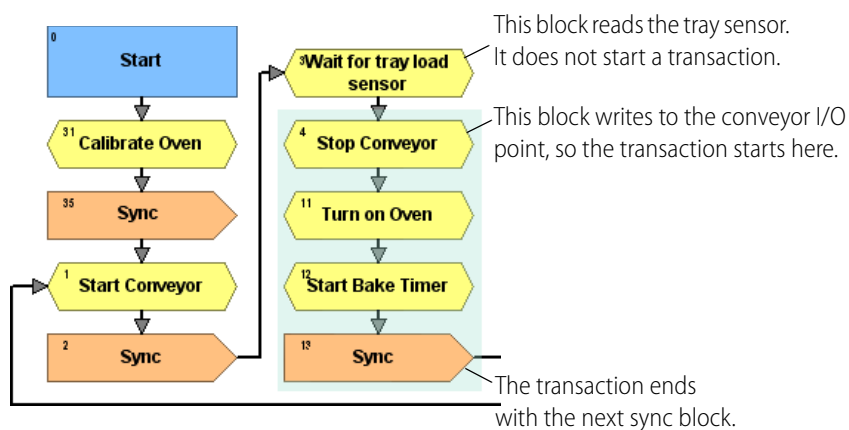 0
Start
31
Calibrate Oven
35
Sync
1
Start Conveyor
2
Sync
3
Wait for tray load
sensor
4
Stop Conveyor
11
Turn on Oven
12
Start Bake Timer
13
Sync
This block reads the tray sensor.
It does not start a transaction.
This block writes to the conveyor I/O
point, so the transaction starts here.
The transaction ends
with the next sync block.